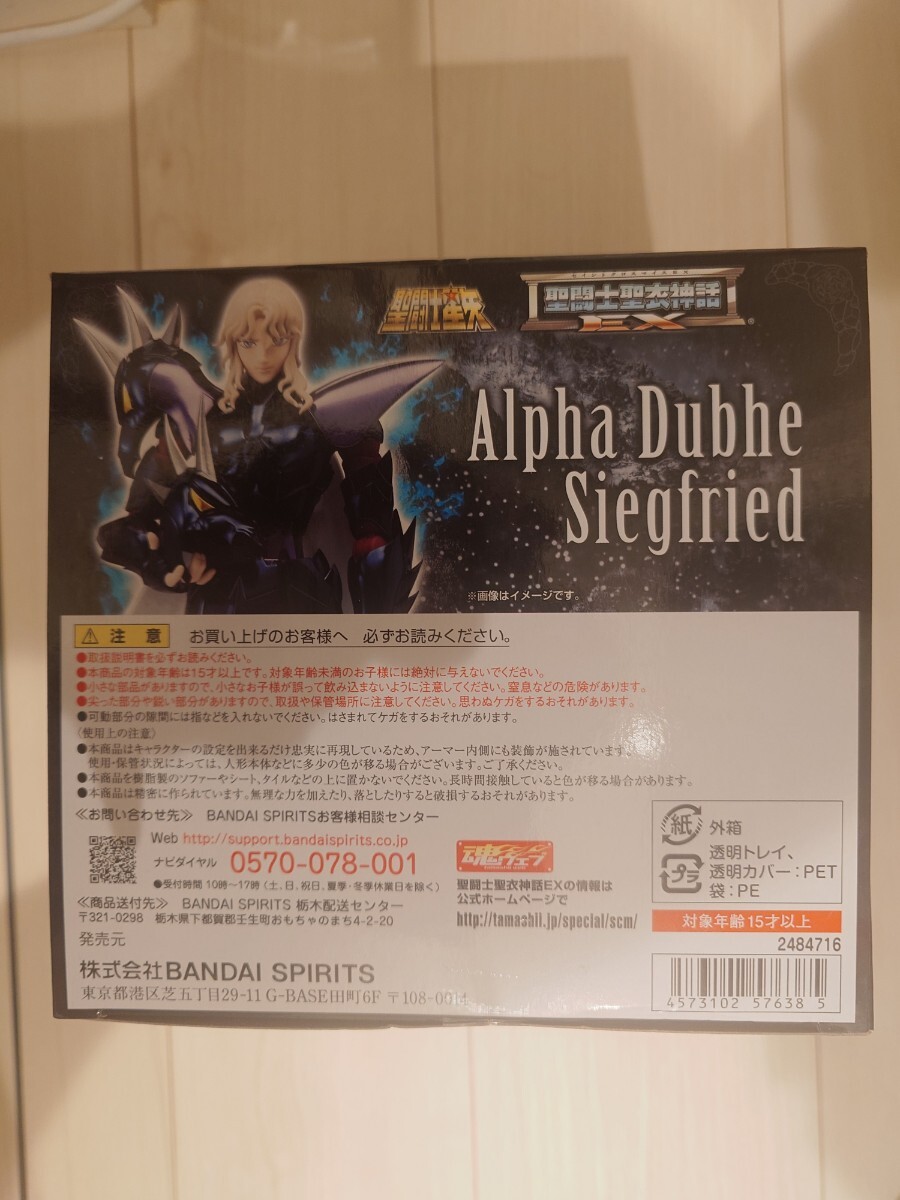 聖闘士星矢
セイントクロスマイスEX
聖闘士聖衣神話
EX
®
Alpha Dubhe
Siegfried
※画像はイメージです。
注 意 お買い上げのお客様へ 必ずお読みください。
●取扱説明書を必ずお読みください。
●本商品の対象年齢は15才以上です。対象年齢未満のお子様には絶対に与えないでください。
●小さな部品がありますので、小さなお子様が誤って飲み込まないように注意してください。窒息などの危険があります。
●尖った部分や鋭い部分がありますので、取扱や保管場所に注意してください。思わぬケガをするおそれがあります。
●可動部分の隙間には指などを入れないでください。はさまれてケガをするおそれがあります。
〈使用上の注意〉
●本商品はキャラクターの設定を出来るだけ忠実に再現しているため、アーマー内側にも装飾が施されています。
使用・保管状況によっては、人形本体などに多少の色が移る場合がございます。ご了承ください。
●本商品を樹脂製のソファーやシート、タイルなどの上に置かないでください。長時間接触していると色が移る場合があります。
●本商品は精密に作られています。無理な力を加えたり、落としたりすると破損するおそれがあります。
≪お問い合わせ先≫ BANDAI SPIRITSお客様相談センター
Web http://support.bandaispirits.co.jp
ナビダイヤル 0570-078-001
●受付時間 10時〜17時 (土、日、祝日、夏季・冬季休業日を除く)
≪商品送付先≫ BANDAI SPIRITS 栃木配送センター
〒321-0298 栃木県下都賀郡壬生町おもちゃのまち4-2-20
発売元
株式会社BANDAI SPIRITS
東京都港区芝五丁目29-11 G-BASE田町6F 〒108-0014
魂ウェブ
聖闘士聖衣神話EXの情報は
公式ホームページで
http://tamashii.jp/special/scm/
紙 外箱
プラ 透明トレイ、
透明カバー:PET
袋:PE
対象年齢15才以上
2484716
4573102 57638 5